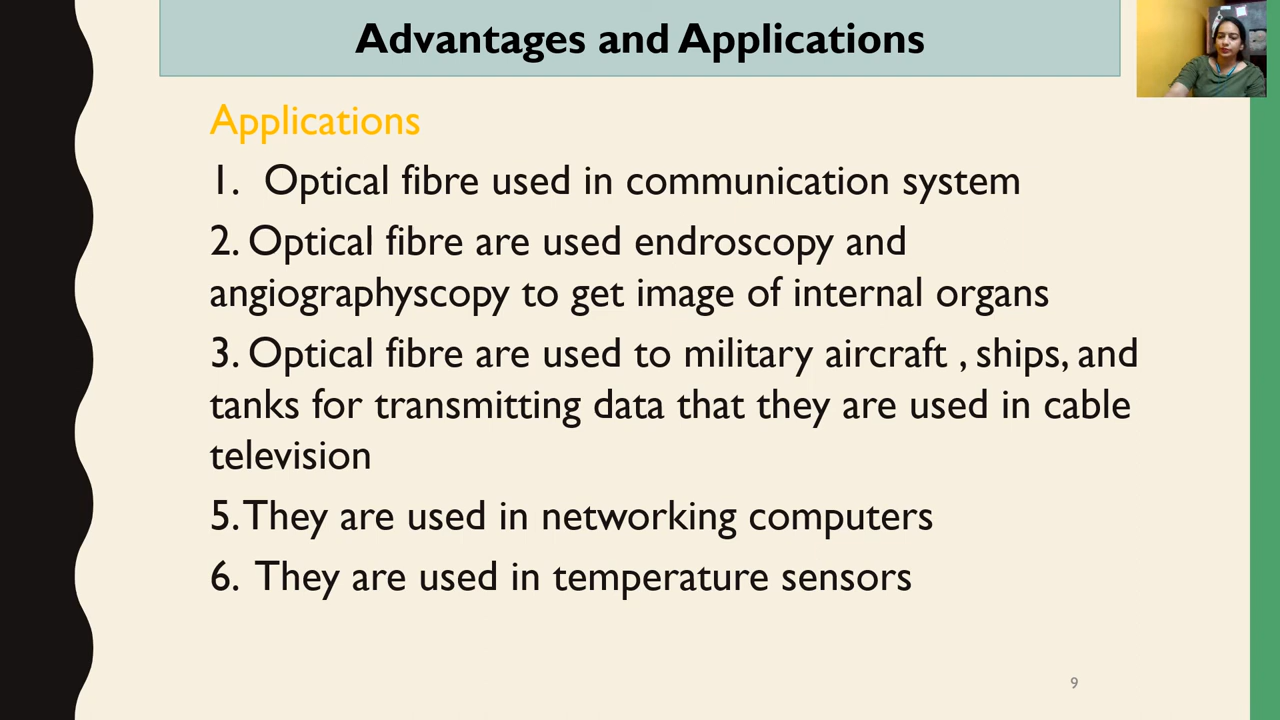 Advantages and Applications
Applications
1. Optical fibre used in communication system
2. Optical fibre are used endroscopy and
angiographyscopy to get image of internal organs
3. Optical fibre are used to military aircraft , ships, and
tanks for transmitting data that they are used in cable
television
5. They are used in networking computers
6. They are used in temperature sensors
9